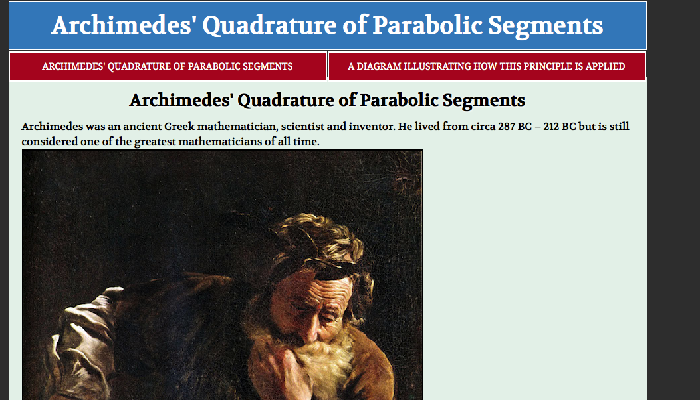 Archimedes' Quadrature of Parabolic Segments
ARCHIMEDES' QUADRATURE OF PARABOLIC SEGMENTS
A DIAGRAM ILLUSTRATING HOW THIS PRINCIPLE IS APPLIED
Archimedes' Quadrature of Parabolic Segments
Archimedes was an ancient Greek mathematician, scientist and inventor. He lived from circa 287 BC – 212 BC but is still
considered one of the greatest mathematicians of all time.